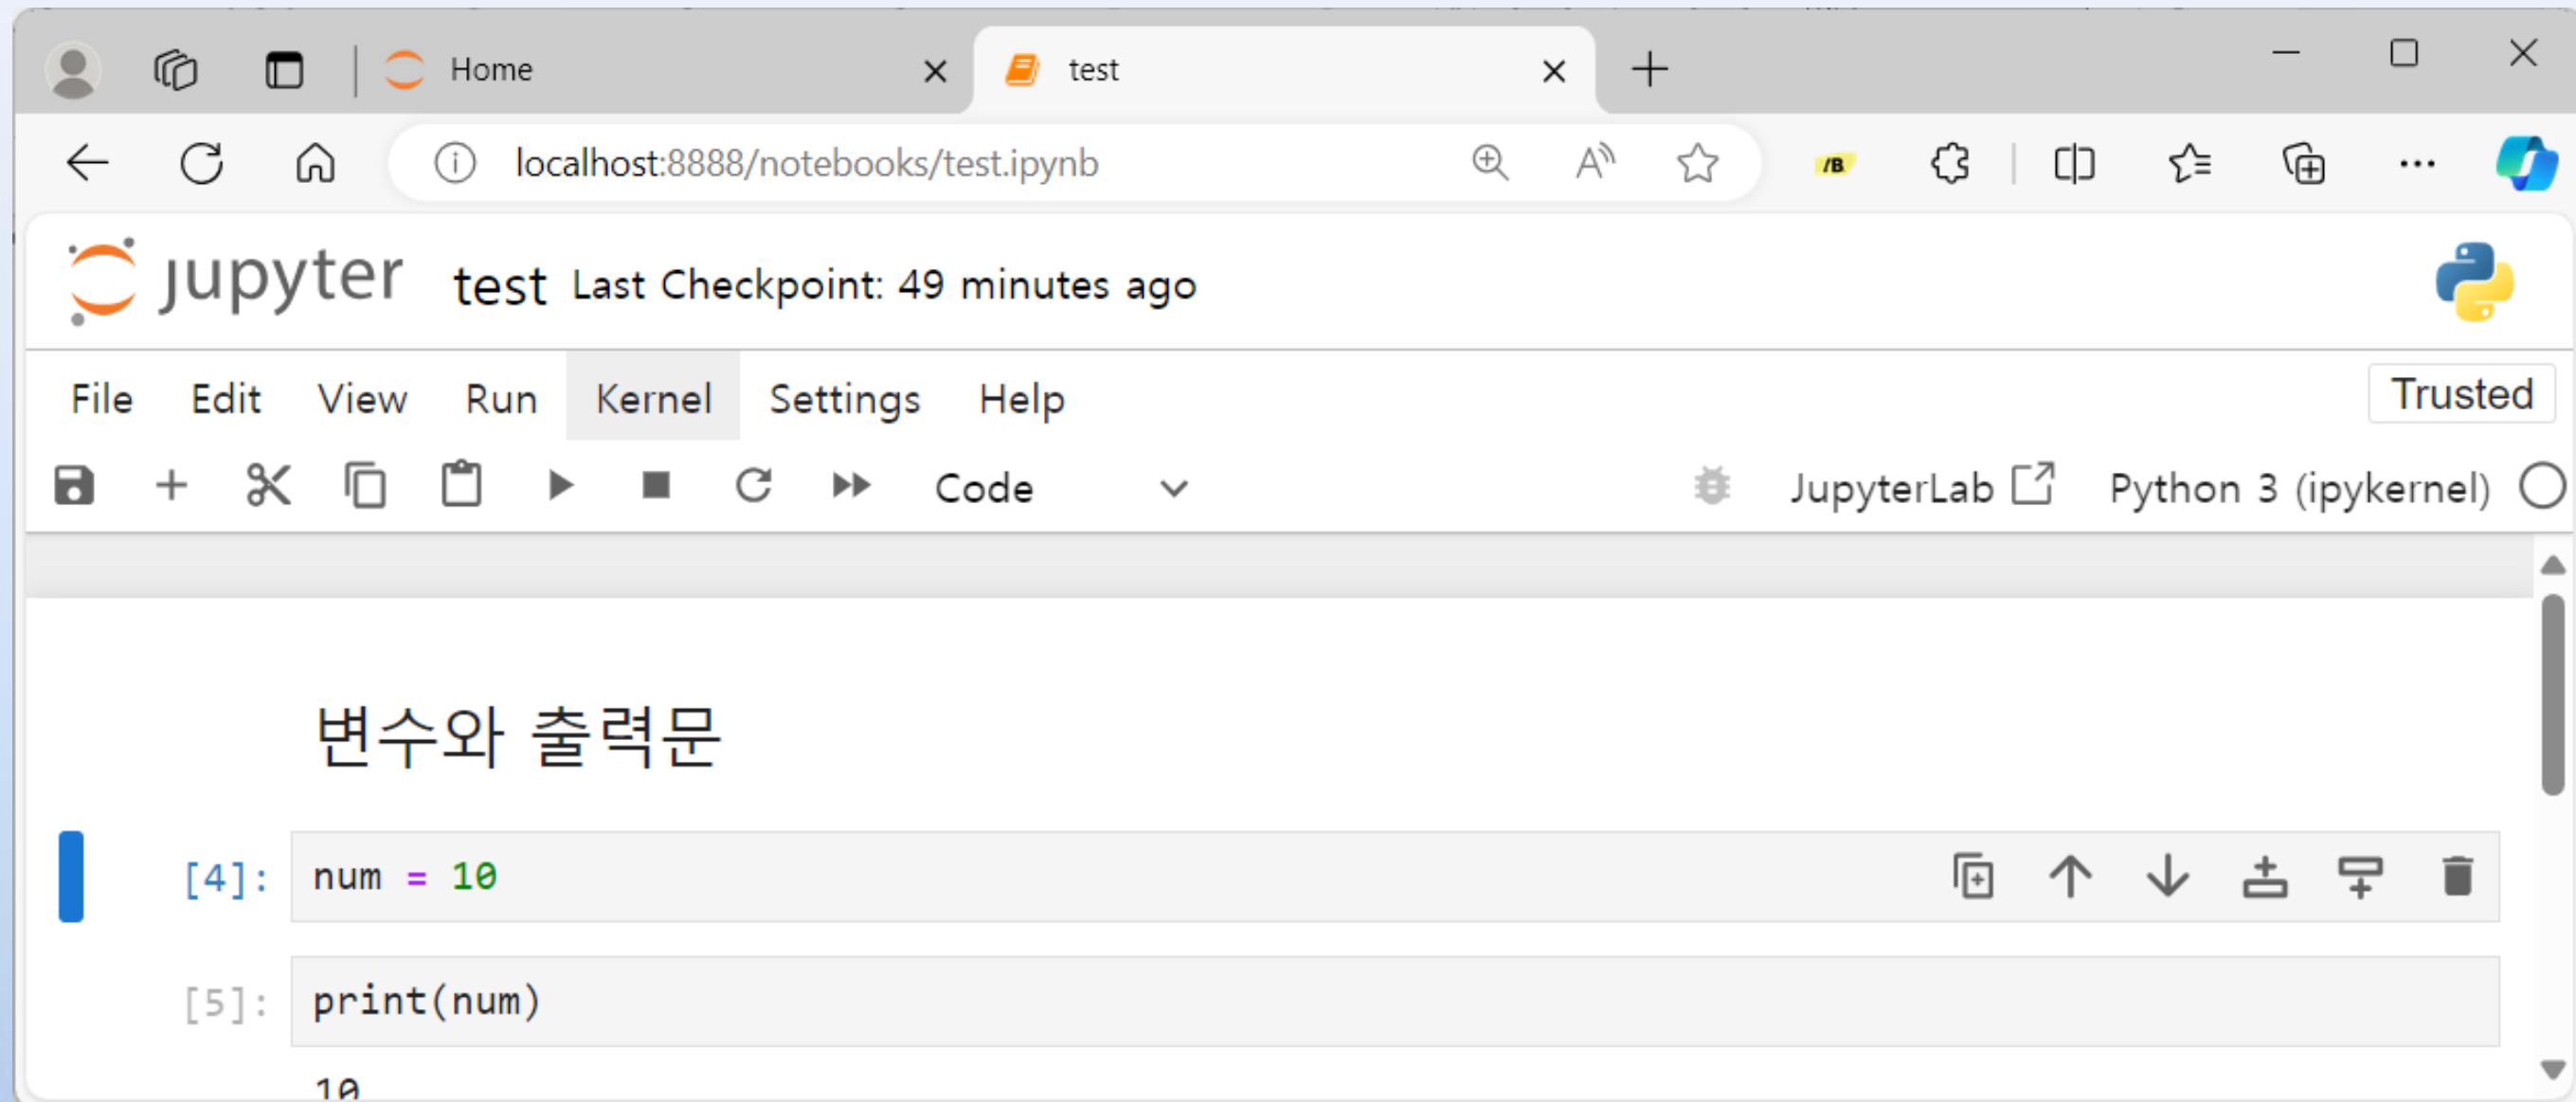 Home
test
localhost:8888/notebooks/test.ipynb
A
/B
jupyter test Last Checkpoint: 49 minutes ago
File Edit View Run Kernel Settings Help
Trusted
Code
JupyterLab
Python 3 (ipykernel)
변수와 출력문
[4]: num = 10
[5]: print(num)
10